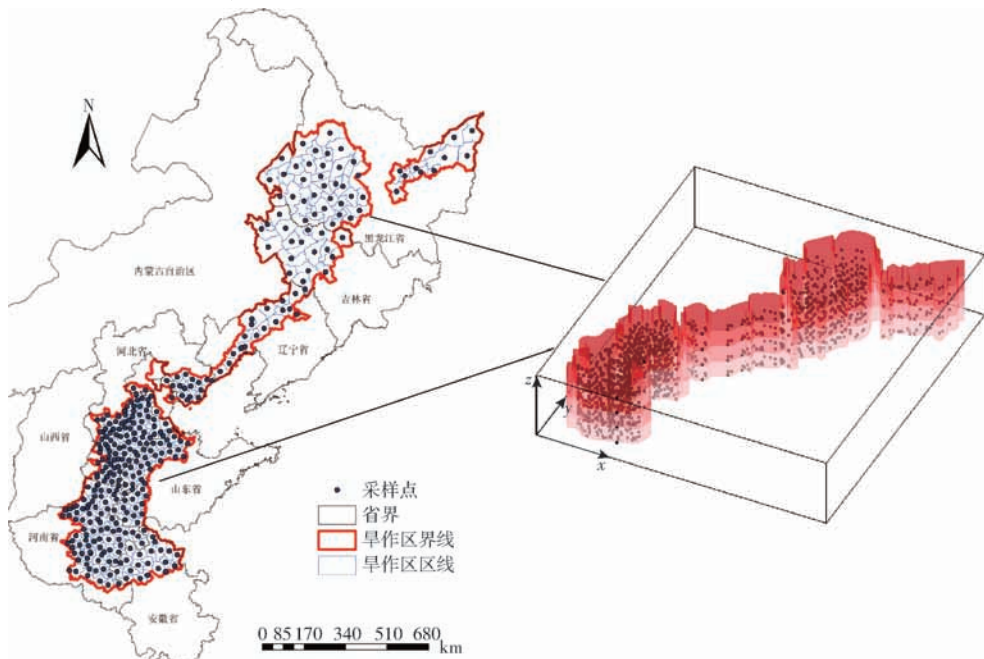 N
黑龙江省
内蒙古自治区
吉林省
河北省
辽宁省
山西省
山东省
河南省
安徽省
采样点
省界
旱作区界线
旱作区区线
0 85 170 340 510 680
km
z
y
x